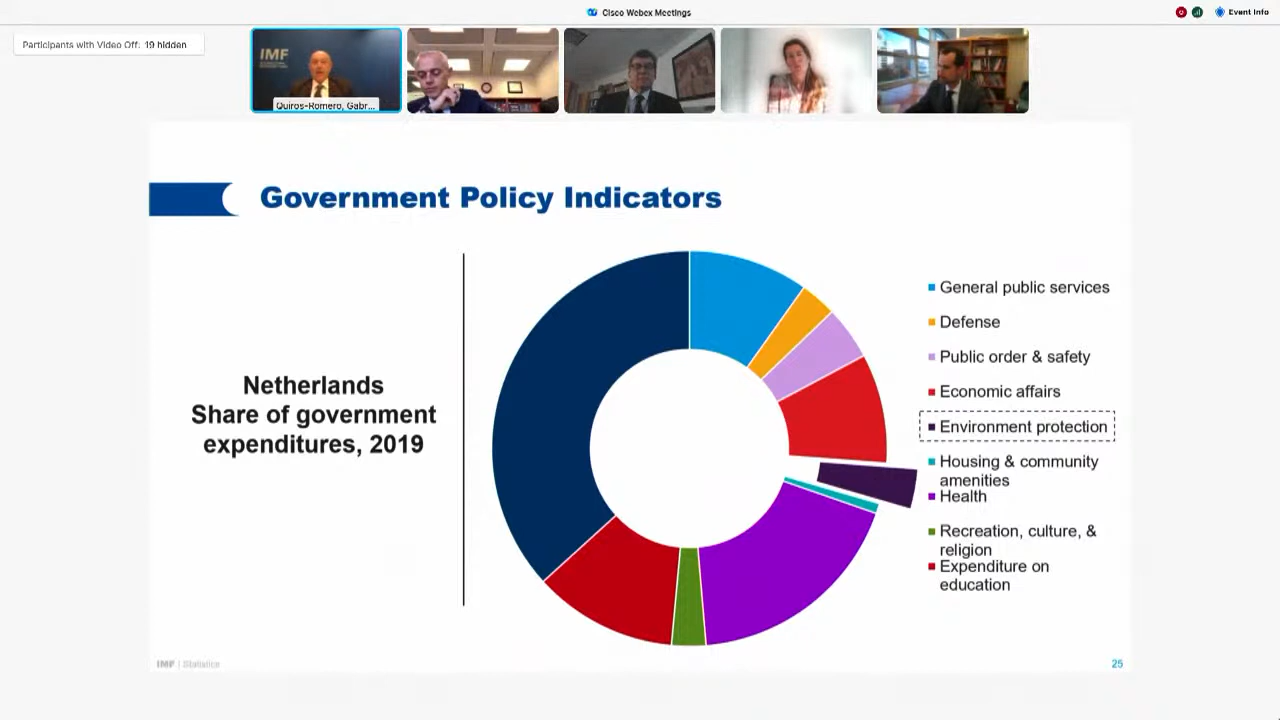 Cisco Webex Meetings
Event Info
Participants with Video Off: 19 hidden
IMF
Quiros-Romero, Gabr...
Government Policy Indicators
Netherlands
Share of government
expenditures, 2019
General public services
Defense
Public order & safety
Economic affairs
Environment protection
Housing & community
amenities
Health
Recreation, culture, &
religion
Expenditure on
education
IMF | Statistics
25